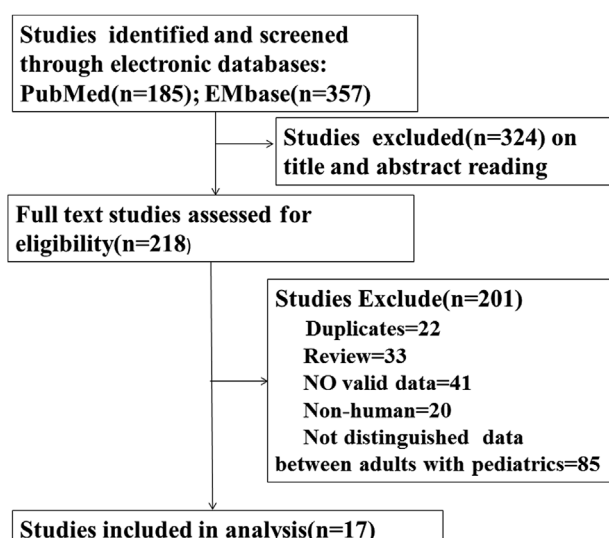 Studies identified and screened
through electronic databases:
PubMed(n=185); EMbase(n=357)
Studies excluded(n=324) on
title and abstract reading
Full text studies assessed for
eligibility(n=218)
Studies Exclude(n=201)
Duplicates=22
Review=33
NO valid data=41
Non-human=20
Not distinguished data
between adults with pediatrics=85
Studies included in analysis(n=17)